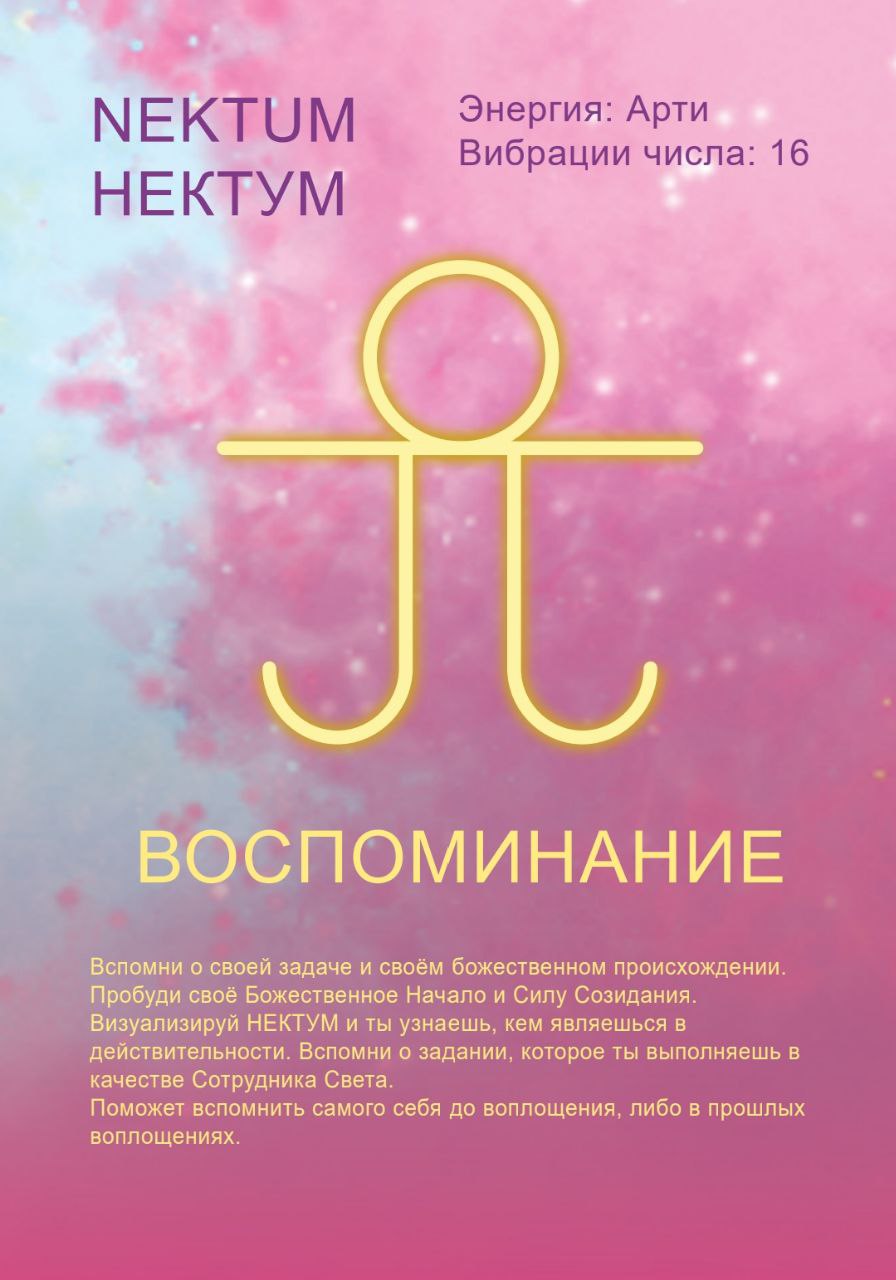 NEKTUM
НЕКТУМ
Энергия: Арти
Вибрации числа: 16
ВОСПОМИНАНИЕ
Вспомни о своей задаче и своём божественном происхождении.
Пробуди своё Божественное Начало и Силу Созидания.
Визуализируй НЕКТУМ и ты узнаешь, кем являешься в
действительности. Вспомни о задании, которое ты выполняешь в
качестве Сотрудника Света.
Поможет вспомнить самого себя до воплощения, либо в прошлых
воплощениях.